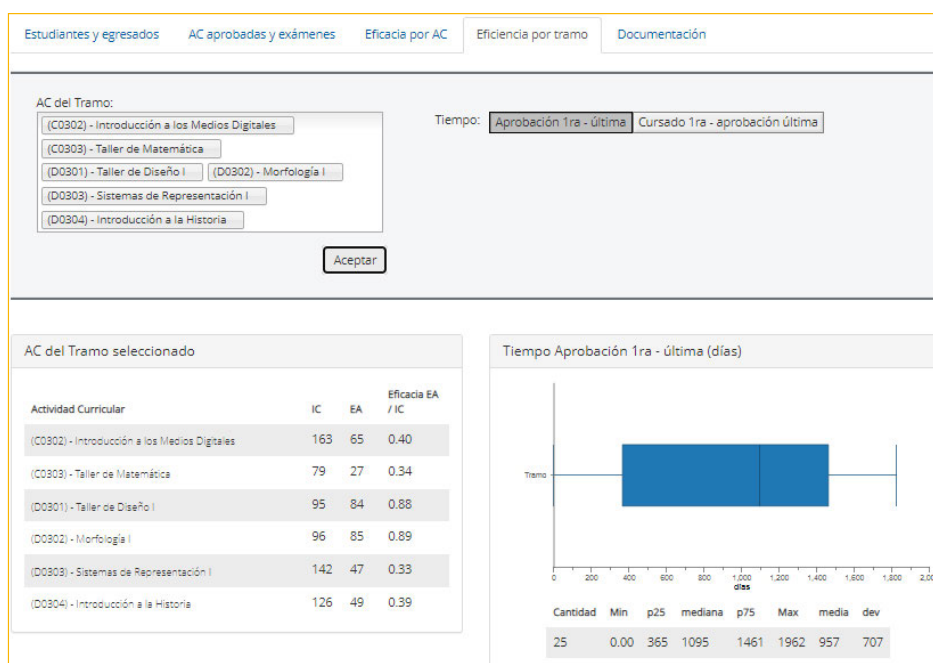 Estudiantes y egresados AC aprobadas y exámenes Eficacia por AC Eficiencia por tramo Documentación
AC del Tramo:
(C0302) - Introducción a los Medios Digitales
(C0303) - Taller de Matemática
(D0301) - Taller de Diseño I (D0302) - Morfología I
(D0303) - Sistemas de Representación I
(D0304) - Introducción a la Historia
Tiempo: Aprobación 1ra - última Cursado 1ra - aprobación última
Aceptar
AC del Tramo seleccionado
Actividad Curricular IC EA Eficacia EA
/ IC
(C0302) - Introducción a los Medios Digitales 163 65 0.40
(C0303) - Taller de Matemática 79 27 0.34
(D0301) - Taller de Diseño I 95 84 0.88
(D0302) - Morfología I 96 85 0.89
(D0303) - Sistemas de Representación I 142 47 0.33
(D0304) - Introducción a la Historia 126 49 0.39
Tiempo Aprobación 1ra - última (días)
Tramo
0 200 400 600 800 1,000 1,200 1,400 1,600 1,800
días
Cantidad Min p25 mediana p75 Max media dev
25 0.00 365 1095 1461 1962 957 707